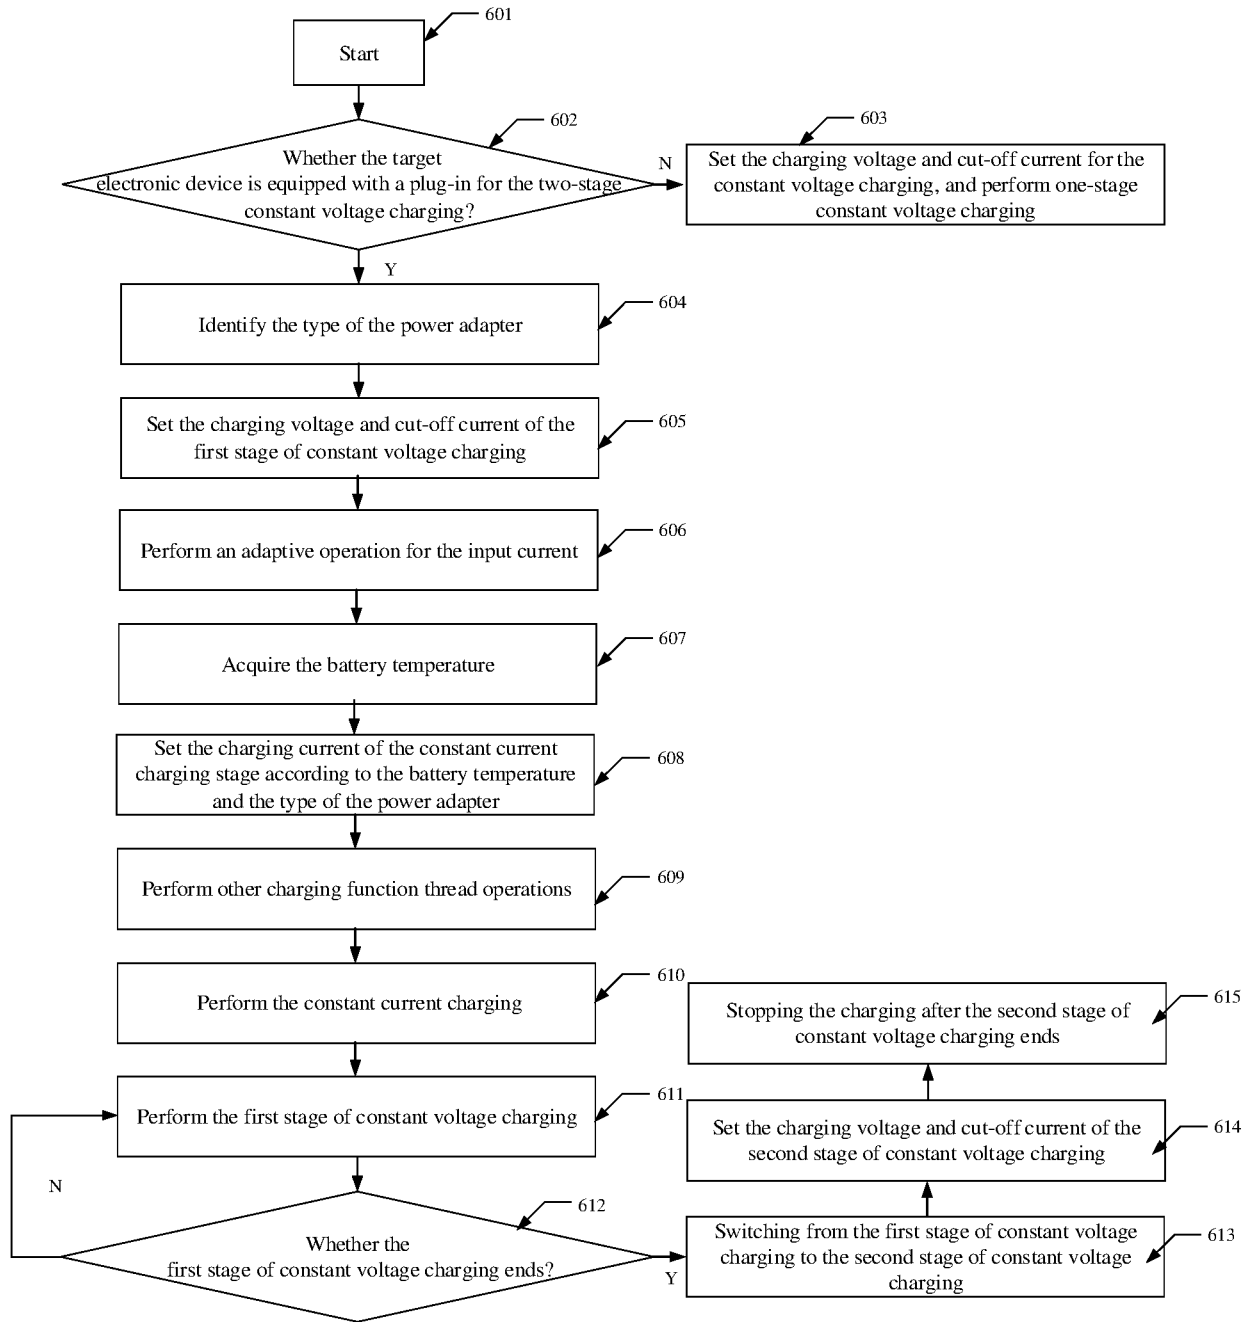 601
Start
602
Whether the target
electronic device is equipped with a plug-in for the two-stage
constant voltage charging?
N
603
Set the charging voltage and cut-off current for the
constant voltage charging, and perform one-stage
constant voltage charging
Y
604
Identify the type of the power adapter
605
Set the charging voltage and cut-off current of the
first stage of constant voltage charging
606
Perform an adaptive operation for the input current
607
Acquire the battery temperature
608
Set the charging current of the constant current
charging stage according to the battery temperature
and the type of the power adapter
609
Perform other charging function thread operations
610
Perform the constant current charging
611
Perform the first stage of constant voltage charging
N
612
Whether the
first stage of constant voltage charging ends?
Y
613
Switching from the first stage of constant voltage
charging to the second stage of constant voltage
charging
614
Set the charging voltage and cut-off current of the
second stage of constant voltage charging
615
Stopping the charging after the second stage of
constant voltage charging ends